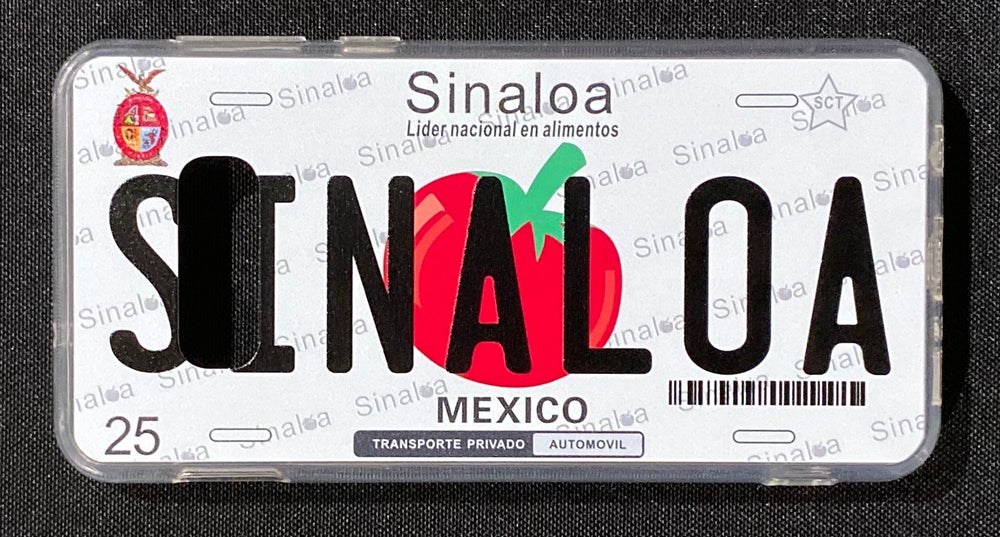 Sinaloa
Lider nacional en alimentos
SCT
SINALOA
MEXICO
25
TRANSPORTE PRIVADO AUTOMOVIL